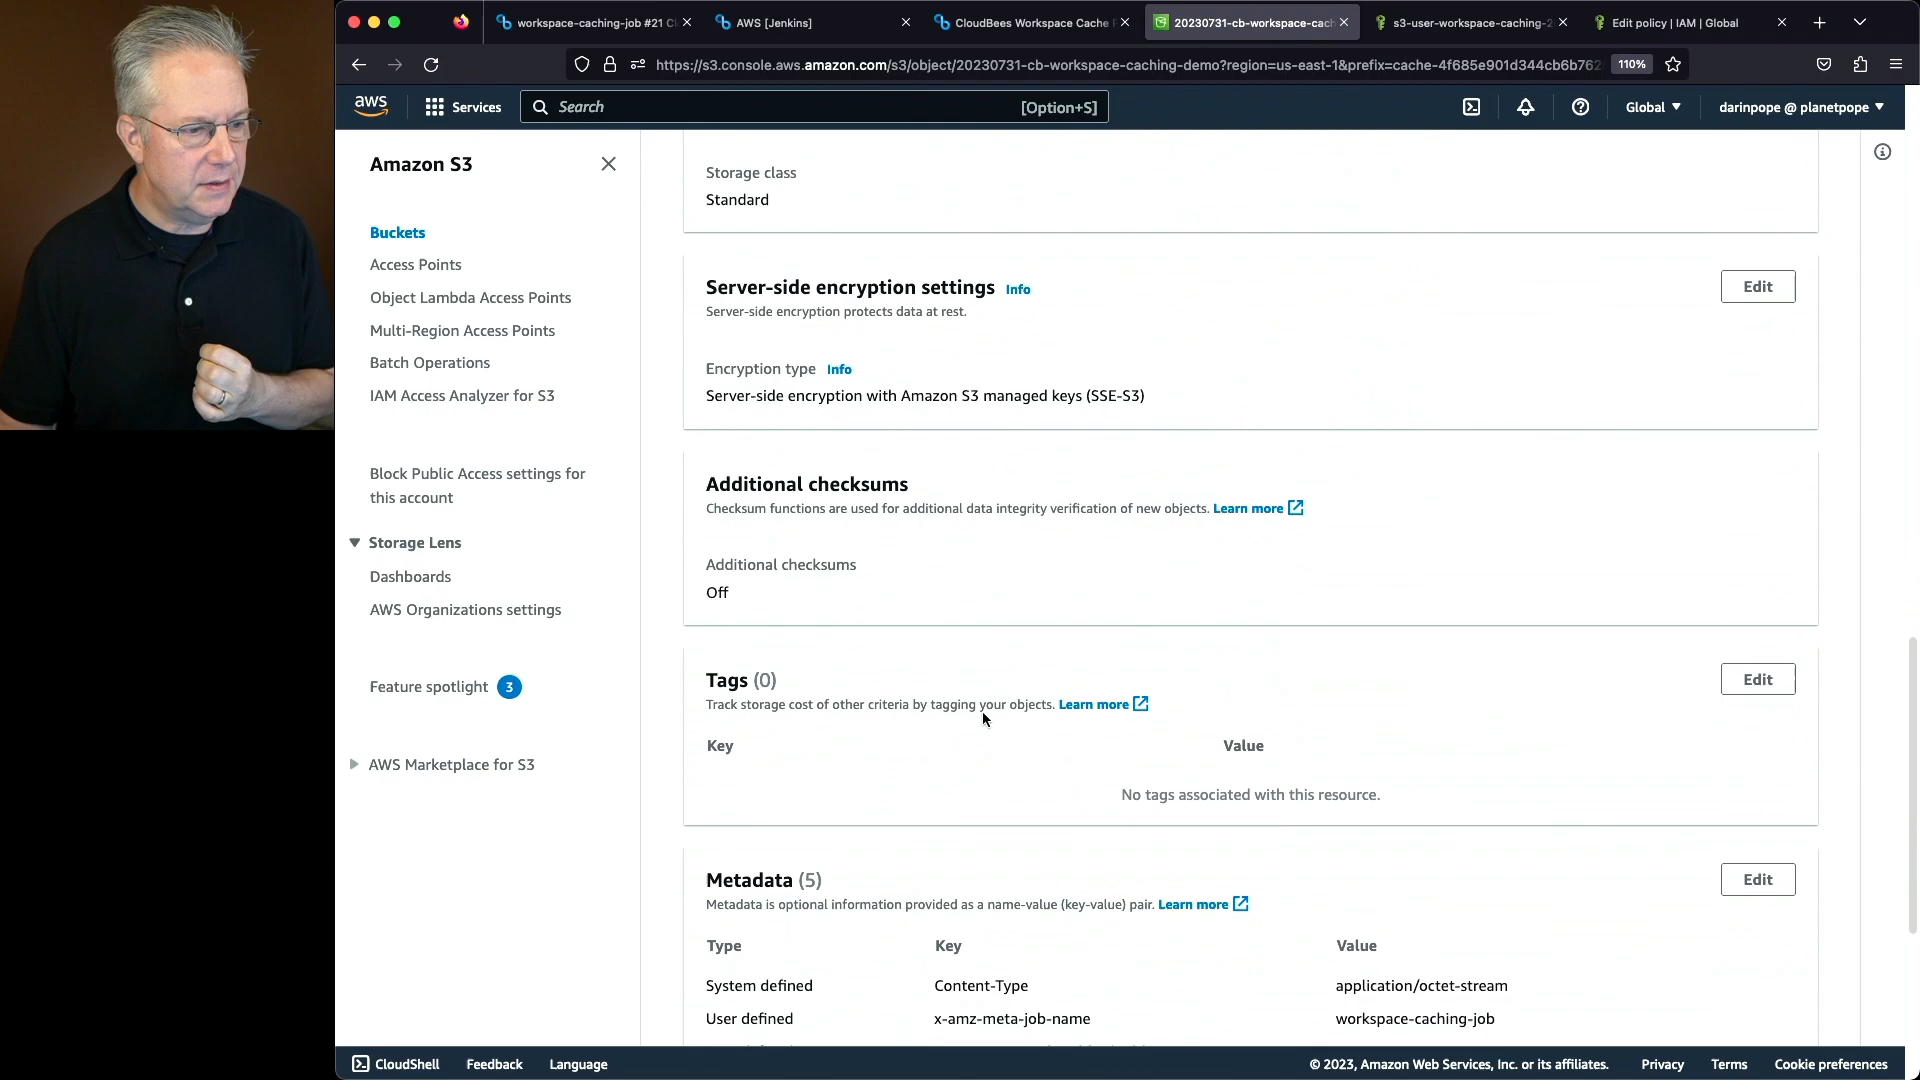 workspace-caching-job #21 C
AWS [Jenkins]
CloudBees Workspace Cache
20230731-cb-workspace-cach
s3-user-workspace-caching-2
Edit policy | IAM | Global
https://s3.console.aws.amazon.com/s3/object/20230731-cb-workspace-caching-demo?region=us-east-1&prefix=cache-4f685e901d344cb6b762
110%
aws
Services
Search
[Option+S]
Global
darinpope @ planetpope
Amazon S3
Buckets
Access Points
Object Lambda Access Points
Multi-Region Access Points
Batch Operations
IAM Access Analyzer for S3
Block Public Access settings for
this account
Storage Lens
Dashboards
AWS Organizations settings
Feature spotlight 3
AWS Marketplace for S3
Storage class
Standard
Server-side encryption settings Info
Edit
Server-side encryption protects data at rest.
Encryption type Info
Server-side encryption with Amazon S3 managed keys (SSE-S3)
Additional checksums
Checksum functions are used for additional data integrity verification of new objects. Learn more
Additional checksums
Off
Tags (0)
Edit
Track storage cost of other criteria by tagging your objects. Learn more
Key Value
No tags associated with this resource.
Metadata (5)
Edit
Metadata is optional information provided as a name-value (key-value) pair. Learn more
Type Key Value
System defined Content-Type application/octet-stream
User defined x-amz-meta-job-name workspace-caching-job
CloudShell Feedback Language
© 2023, Amazon Web Services, Inc. or its affiliates. Privacy Terms Cookie preferences